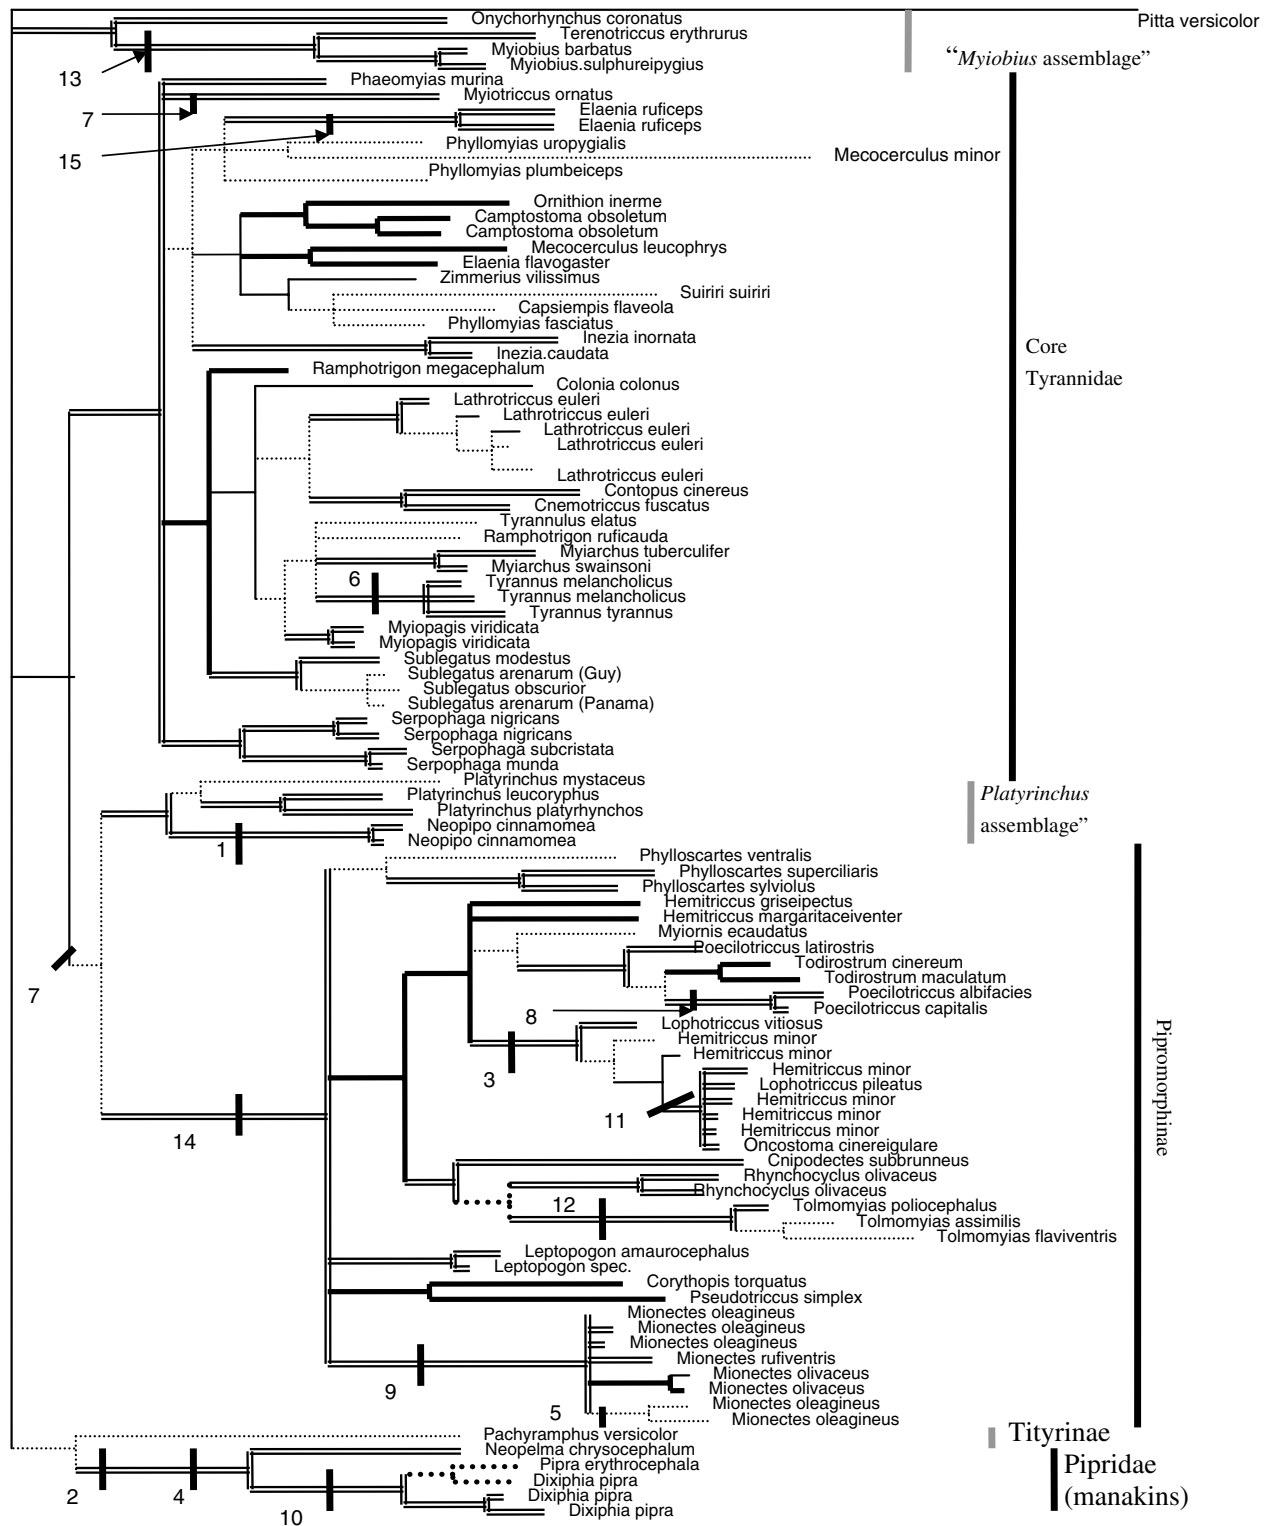 Onychorhynchus coronatus
Pitta versicolor
Terenotriccus erythrurus
Myiobius barbatus
Myiobius.sulphureipygius
"Myiobius assemblage"
13
Phaeomyias murina
Myiotriccus ornatus
7
Elaenia ruficeps
Elaenia ruficeps
15
Phyllomyias uropygialis
Mecocerculus minor
Phyllomyias plumbeiceps
Ornithion inerme
Camptostoma obsoletum
Camptostoma obsoletum
Mecocerculus leucophrys
Elaenia flavogaster
Zimmerius vilissimus
Suiriri suiriri
Capsiempis flaveola
Phyllomyias fasciatus
Inezia inornata
Inezia.caudata
Core
Tyrannidae
Ramphotrigon megacephalum
Colonia colonus
Lathrotriccus euleri
Lathrotriccus euleri
Lathrotriccus euleri
Lathrotriccus euleri
Lathrotriccus euleri
Contopus cinereus
Cnemotriccus fuscatus
Tyrannulus elatus
Ramphotrigon ruficauda
Myiarchus tuberculifer
Myiarchus swainsoni
6
Tyrannus melancholicus
Tyrannus melancholicus
Tyrannus tyrannus
Myiopagis viridicata
Myiopagis viridicata
Sublegatus modestus
Sublegatus arenarum (Guy)
Sublegatus obscurior
Sublegatus arenarum (Panama)
Serpophaga nigricans
Serpophaga nigricans
Serpophaga subcristata
Serpophaga munda
Platyrinchus mystaceus
Platyrinchus leucoryphus
Platyrinchus platyrhynchos
Platyrinchus
assemblage"
Neopipo cinnamomea
Neopipo cinnamomea
1
Phylloscartes ventralis
Phylloscartes superciliaris
Phylloscartes sylviolus
Hemitriccus griseipectus
Hemitriccus margaritaceiventer
Myiornis ecaudatus
Poecilotriccus latirostris
Todirostrum cinereum
Todirostrum maculatum
7
Poecilotriccus albifacies
Poecilotriccus capitalis
8
Lophotriccus vitiosus
Hemitriccus minor
Hemitriccus minor
3
Hemitriccus minor
Lophotriccus pileatus
Hemitriccus minor
11
Hemitriccus minor
Hemitriccus minor
Oncostoma cinereigulare
14
Pipromorphinae
Cnipodectes subbrunneus
Rhynchocyclus olivaceus
Rhynchocyclus olivaceus
12
Tolmomyias poliocephalus
Tolmomyias assimilis
Tolmomyias flaviventris
Leptopogon amaurocephalus
Leptopogon spec.
Corythopis torquatus
Pseudotriccus simplex
Mionectes oleagineus
Mionectes oleagineus
Mionectes oleagineus
Mionectes rufiventris
Mionectes olivaceus
Mionectes olivaceus
9
Mionectes oleagineus
5
Mionectes oleagineus
Pachyramphus versicolor
Tityrinae
Neopelma chrysocephalum
Pipra erythrocephala
Pipridae
Dixiphia pipra
Dixiphia pipra
(manakins)
2
4
10
Dixiphia pipra